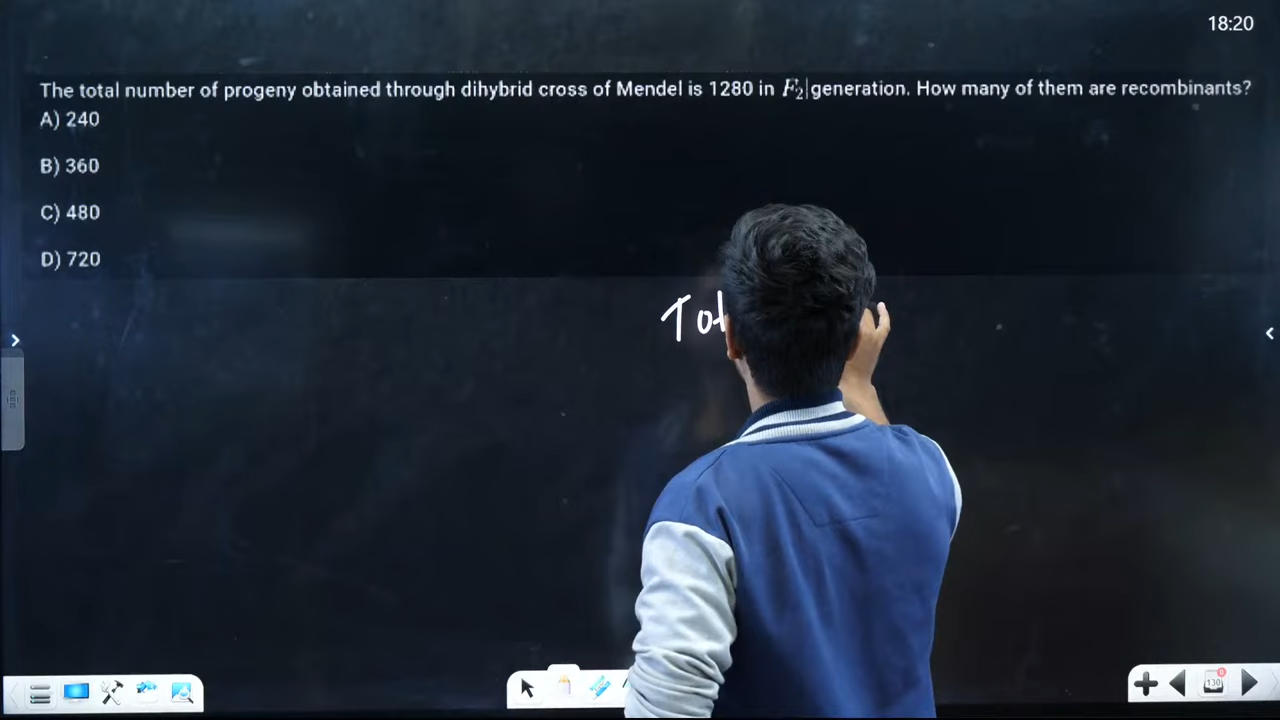 18:20
The total number of progeny obtained through dihybrid cross of Mendel is 1280 in F₂| generation. How many of them are recombinants?
A) 240
B) 360
C) 480
D) 720
Tot
130